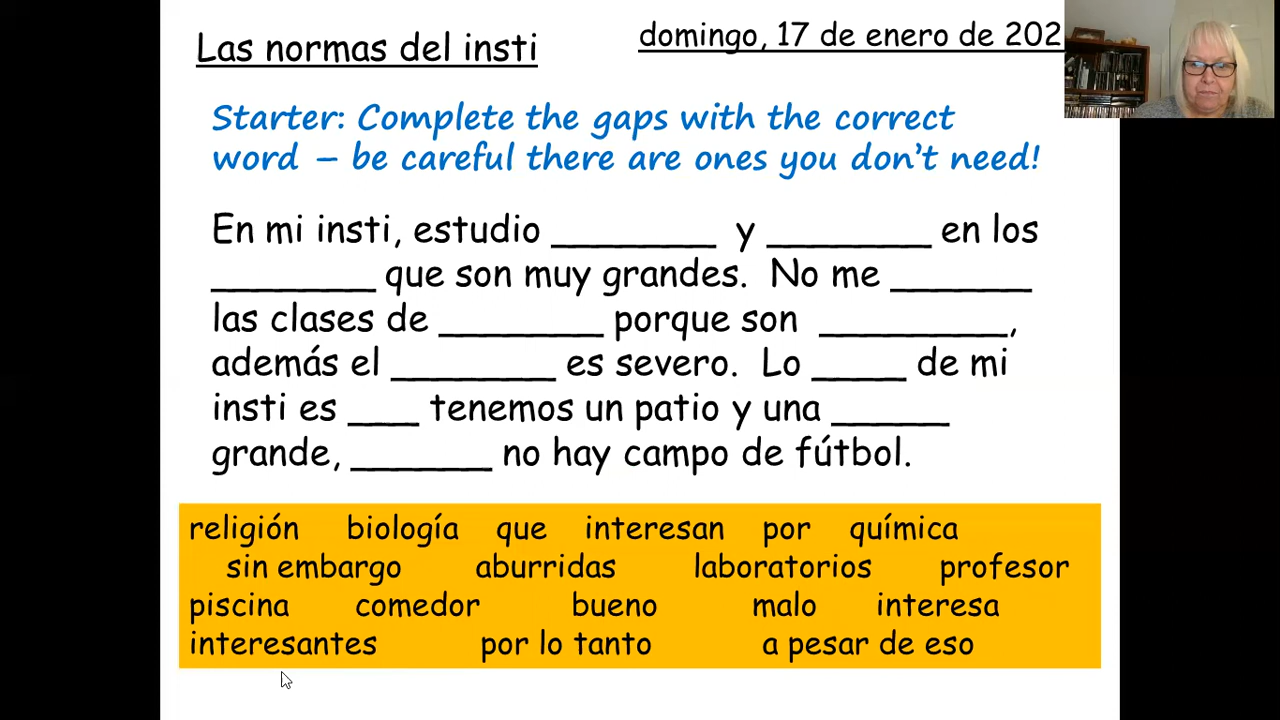 Las normas del insti
domingo, 17 de enero de 202
Starter: Complete the gaps with the correct
word – be careful there are ones you don't need!
En mi insti, estudio ________ y ________ en los
________ que son muy grandes. No me _______
las clases de ________ porque son _________,
además el ________ es severo. Lo _____ de mi
insti es ____ tenemos un patio y una ______
grande, _______ no hay campo de fútbol.
religión biología que interesan por química
sin embargo aburridas laboratorios profesor
piscina comedor bueno malo interesa
interesantes por lo tanto a pesar de eso